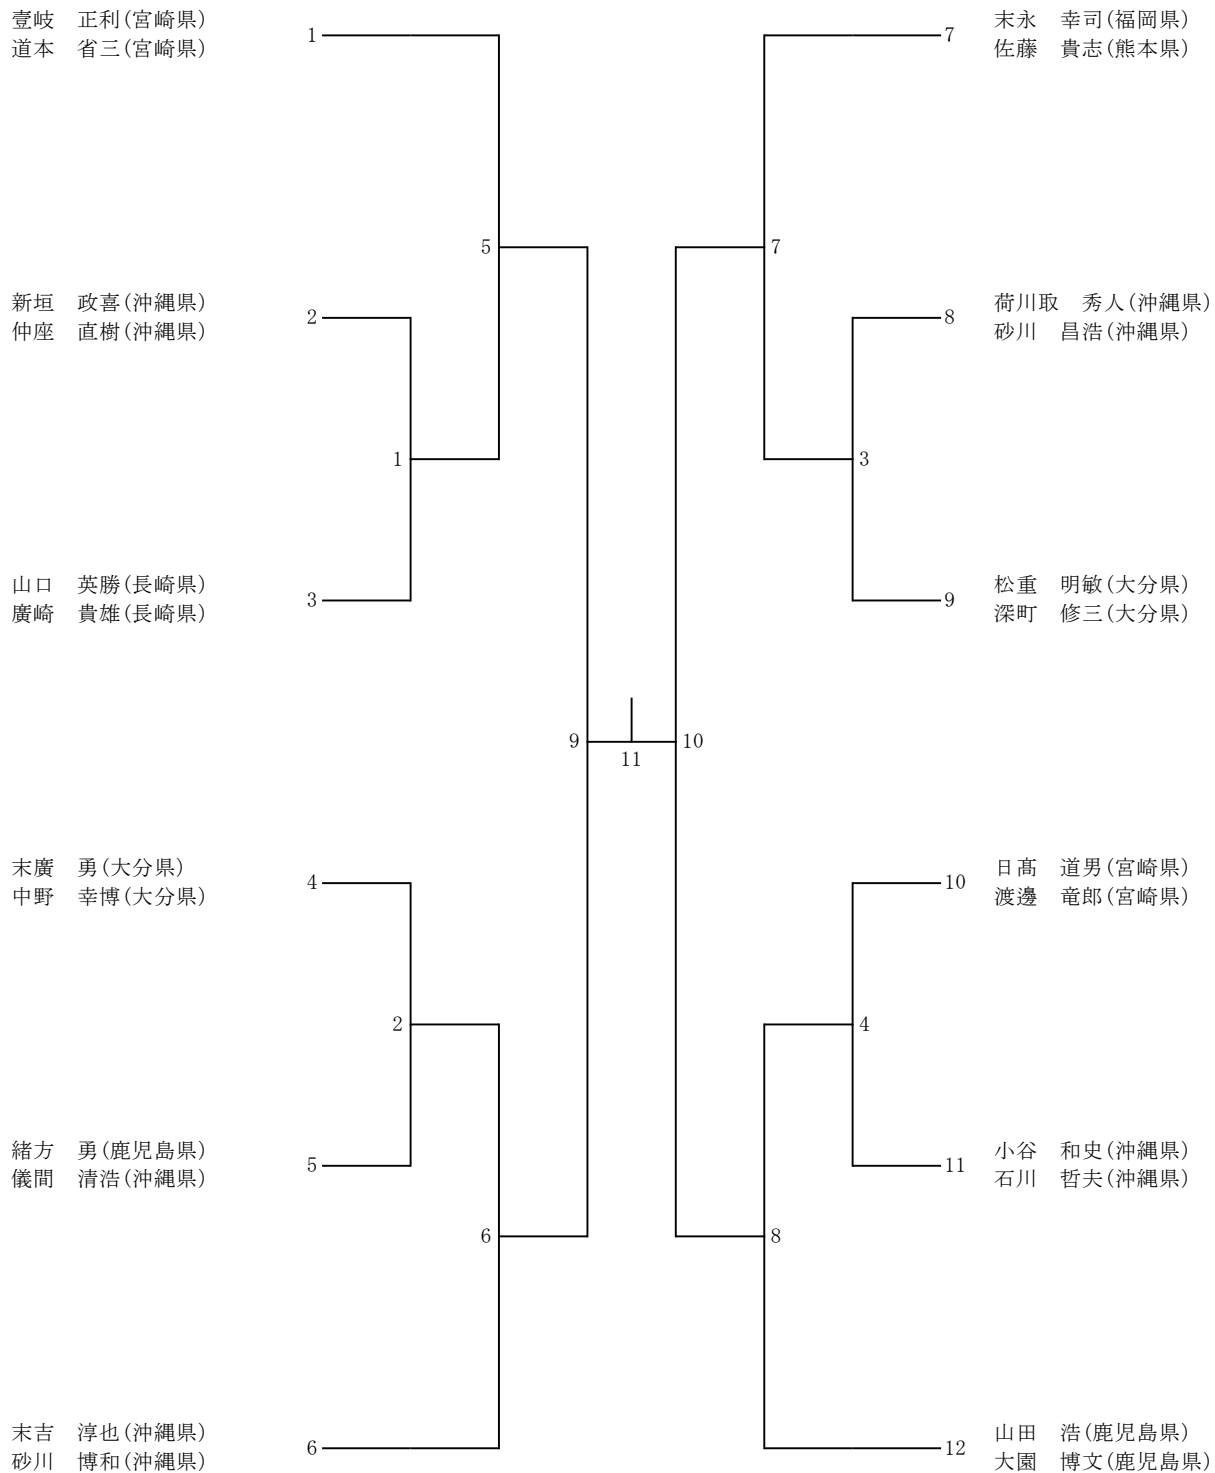 壹岐　正利(宮崎県)
道本　省三(宮崎県)
1
新垣　政喜(沖縄県)
仲座　直樹(沖縄県)
2
山口　英勝(長崎県)
廣崎　貴雄(長崎県)
3
末廣　勇(大分県)
中野　幸博(大分県)
4
緒方　勇(鹿児島県)
儀間　清浩(沖縄県)
5
末吉　淳也(沖縄県)
砂川　博和(沖縄県)
6
1
2
5
6
9
11
10
7
8
3
4
7
末永　幸司(福岡県)
佐藤　貴志(熊本県)
8
荷川取　秀人(沖縄県)
砂川　昌浩(沖縄県)
9
松重　明敏(大分県)
深町　修三(大分県)
10
日髙　道男(宮崎県)
渡邊　竜郎(宮崎県)
11
小谷　和史(沖縄県)
石川　哲夫(沖縄県)
12
山田　浩(鹿児島県)
大園　博文(鹿児島県)